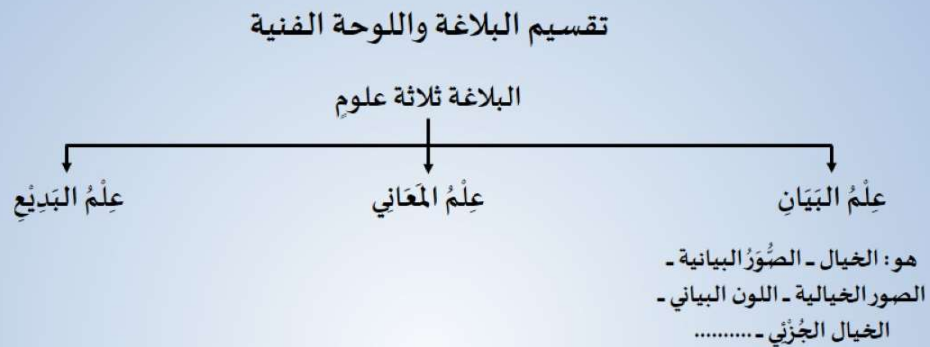 تقسيم البلاغة واللوحة الفنية
البلاغة ثلاثة علومٍ
عِلْمُ البَيَانِ
عِلْمُ المَعَانِي
عِلْمُ البَدِيْعِ
هو: الخيال ـ الصُّوَرُ البيانية ـ
الصور الخيالية ـ اللون البياني ـ
الخيال الجُزْئِي ـ ..........